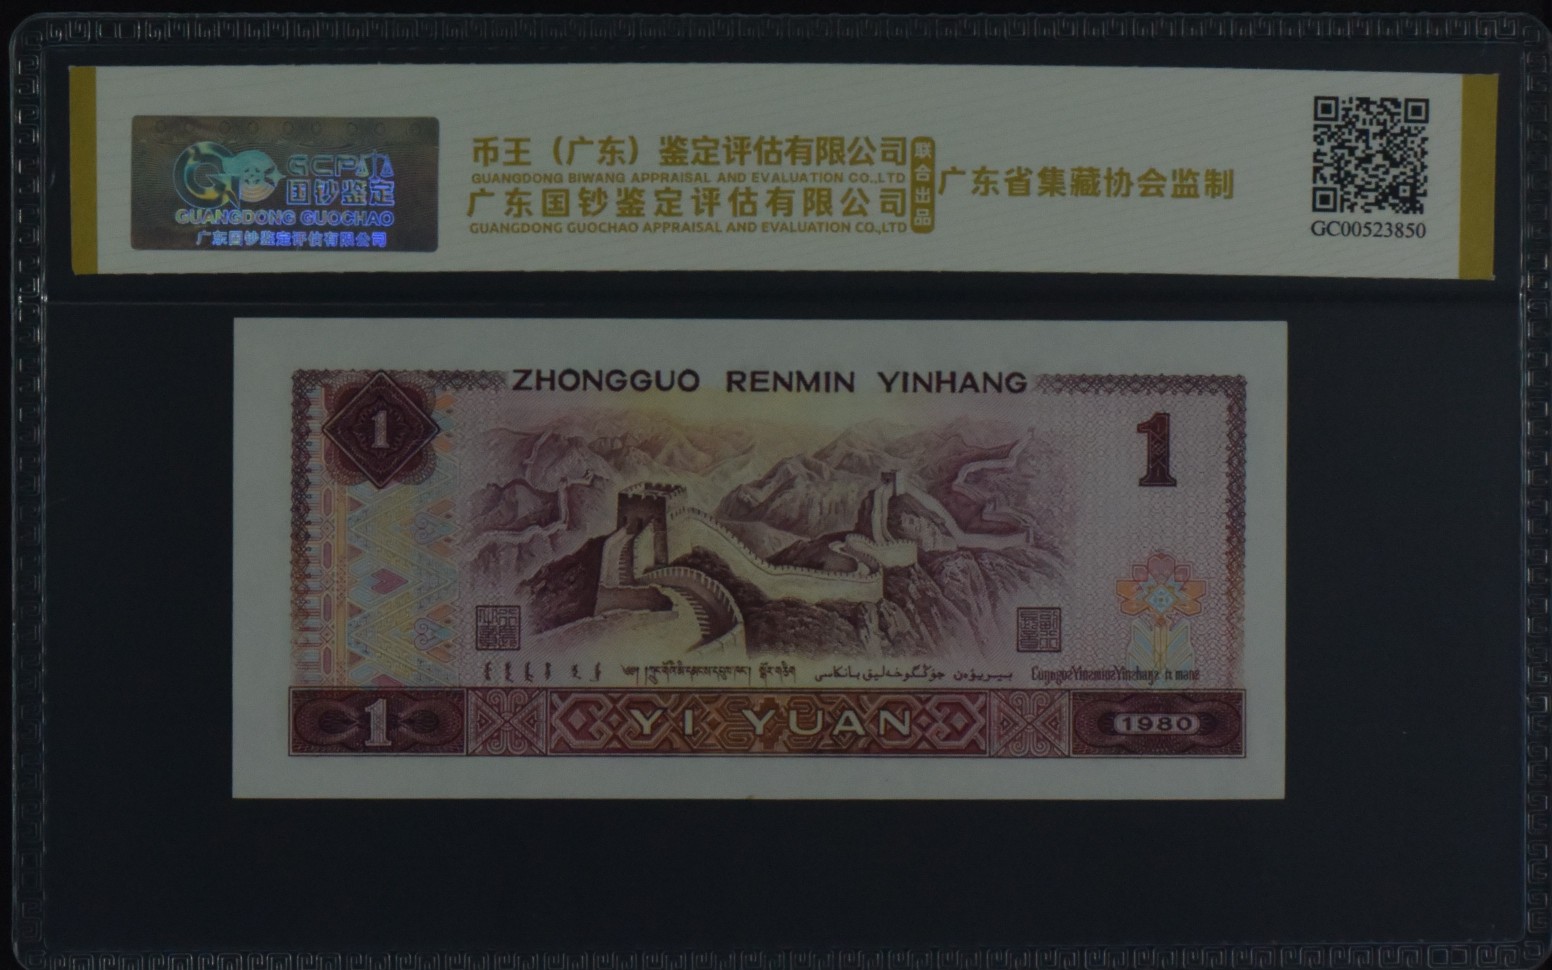 GCP
国钞鉴定
GUANGDONG GUOCHAO
广东国钞鉴定评估有限公司
币王（广东）鉴定评估有限公司
GUANGDONG BIWANG APPRAISAL AND EVALUATION CO.,LTD
广东国钞鉴定评估有限公司
GUANGDONG GUOCHAO APPRAISAL AND EVALUATION CO.,LTD
联合出品
广东省集藏协会监制
GC00523850
ZHONGGUO RENMIN YINHANG
1
1
1
YI YUAN
1980